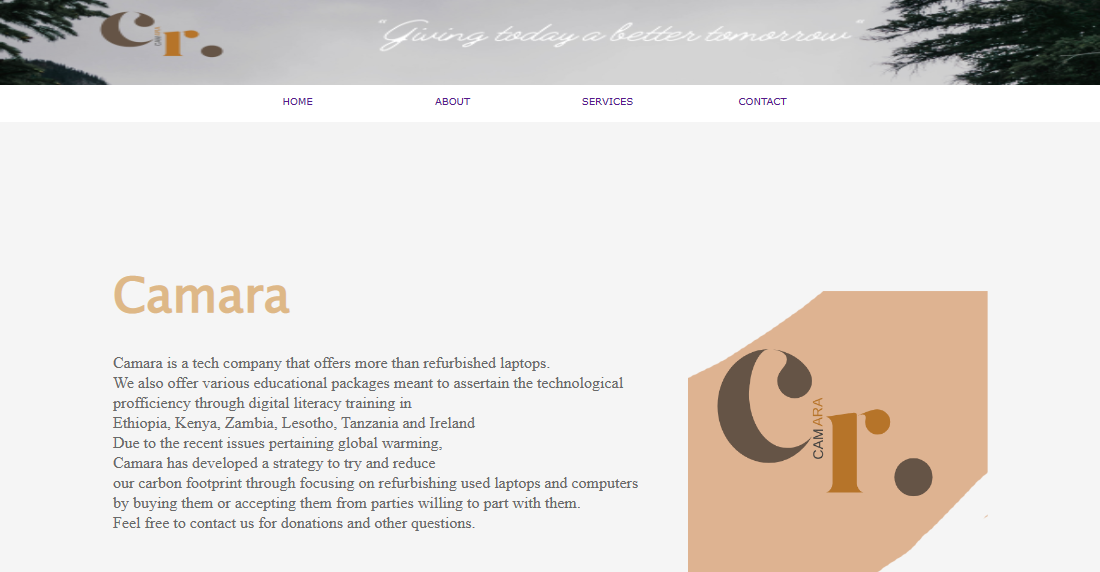 Cr.
CAMARA
“Giving today a better tomorrow“
HOME ABOUT SERVICES CONTACT
Camara
Camara is a tech company that offers more than refurbished laptops.
We also offer various educational packages meant to assertain the technological
profficiency through digital literacy training in
Ethiopia, Kenya, Zambia, Lesotho, Tanzania and Ireland
Due to the recent issues pertaining global warming,
Camara has developed a strategy to try and reduce
our carbon footprint through focusing on refurbishing used laptops and computers
by buying them or accepting them from parties willing to part with them.
Feel free to contact us for donations and other questions.
Cr.
CAMARA